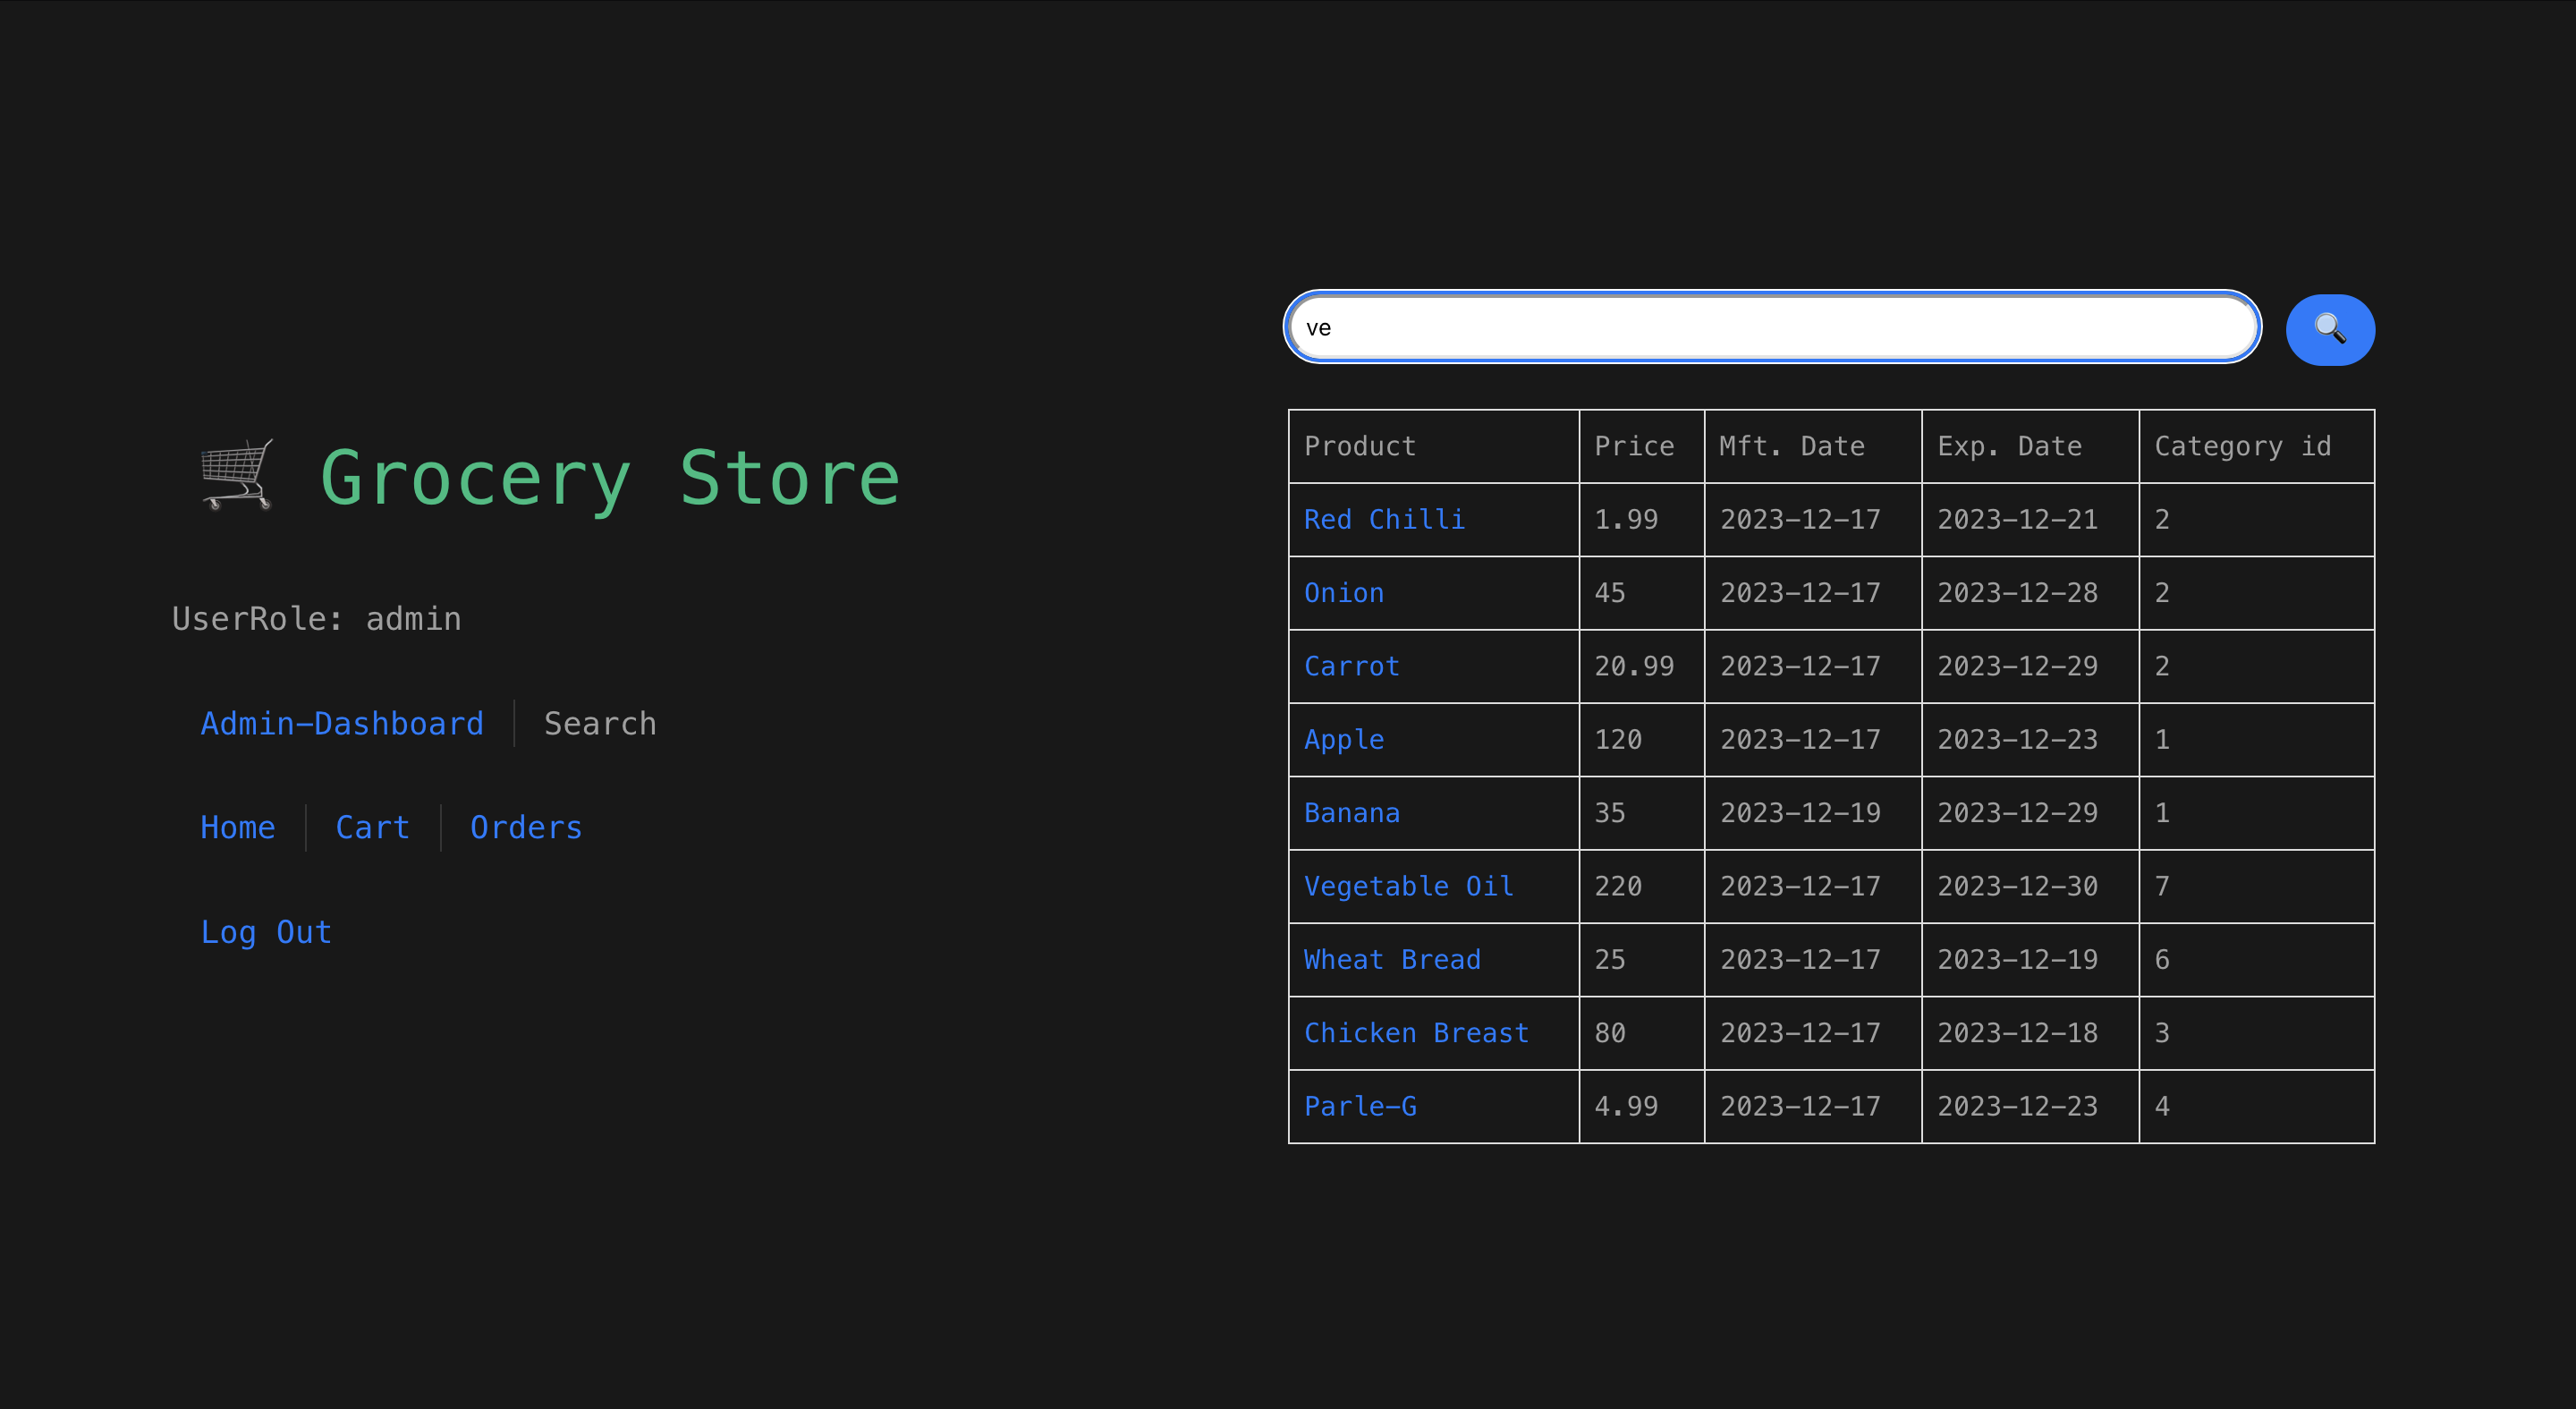 Grocery Store
UserRole: admin
Admin-Dashboard Search
Home Cart Orders
Log Out
ve
Product Price Mft. Date Exp. Date Category id
Red Chilli 1.99 2023-12-17 2023-12-21 2
Onion 45 2023-12-17 2023-12-28 2
Carrot 20.99 2023-12-17 2023-12-29 2
Apple 120 2023-12-17 2023-12-23 1
Banana 35 2023-12-19 2023-12-29 1
Vegetable Oil 220 2023-12-17 2023-12-30 7
Wheat Bread 25 2023-12-17 2023-12-19 6
Chicken Breast 80 2023-12-17 2023-12-18 3
Parle-G 4.99 2023-12-17 2023-12-23 4